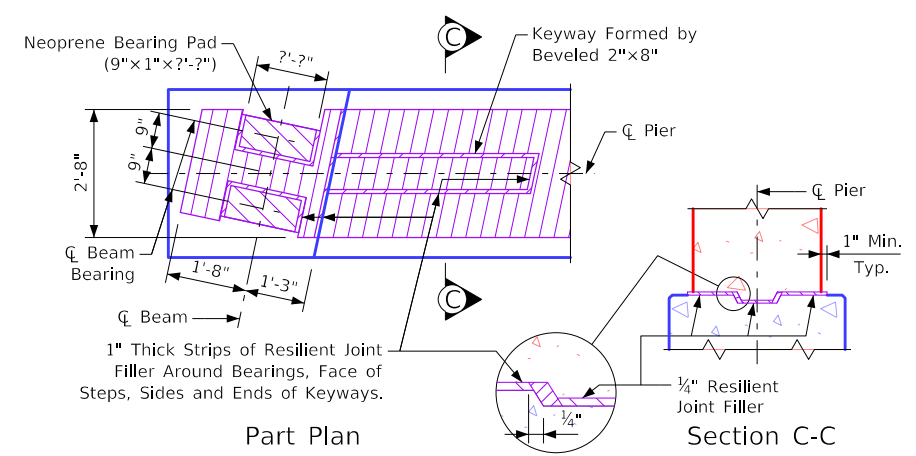 Neoprene Bearing Pad
(9"×1"×?'-?")
?'-?"
C
Keyway Formed by
Beveled 2"×8"
9"
9"
2'-8"
℄ Pier
℄ Beam
Bearing
1'-8"
1'-3"
℄ Beam
C
1" Thick Strips of Resilient Joint
Filler Around Bearings, Face of
Steps, Sides and Ends of Keyways.
Part Plan
℄ Pier
1" Min.
Typ.
¼"
¼" Resilient
Joint Filler
Section C-C